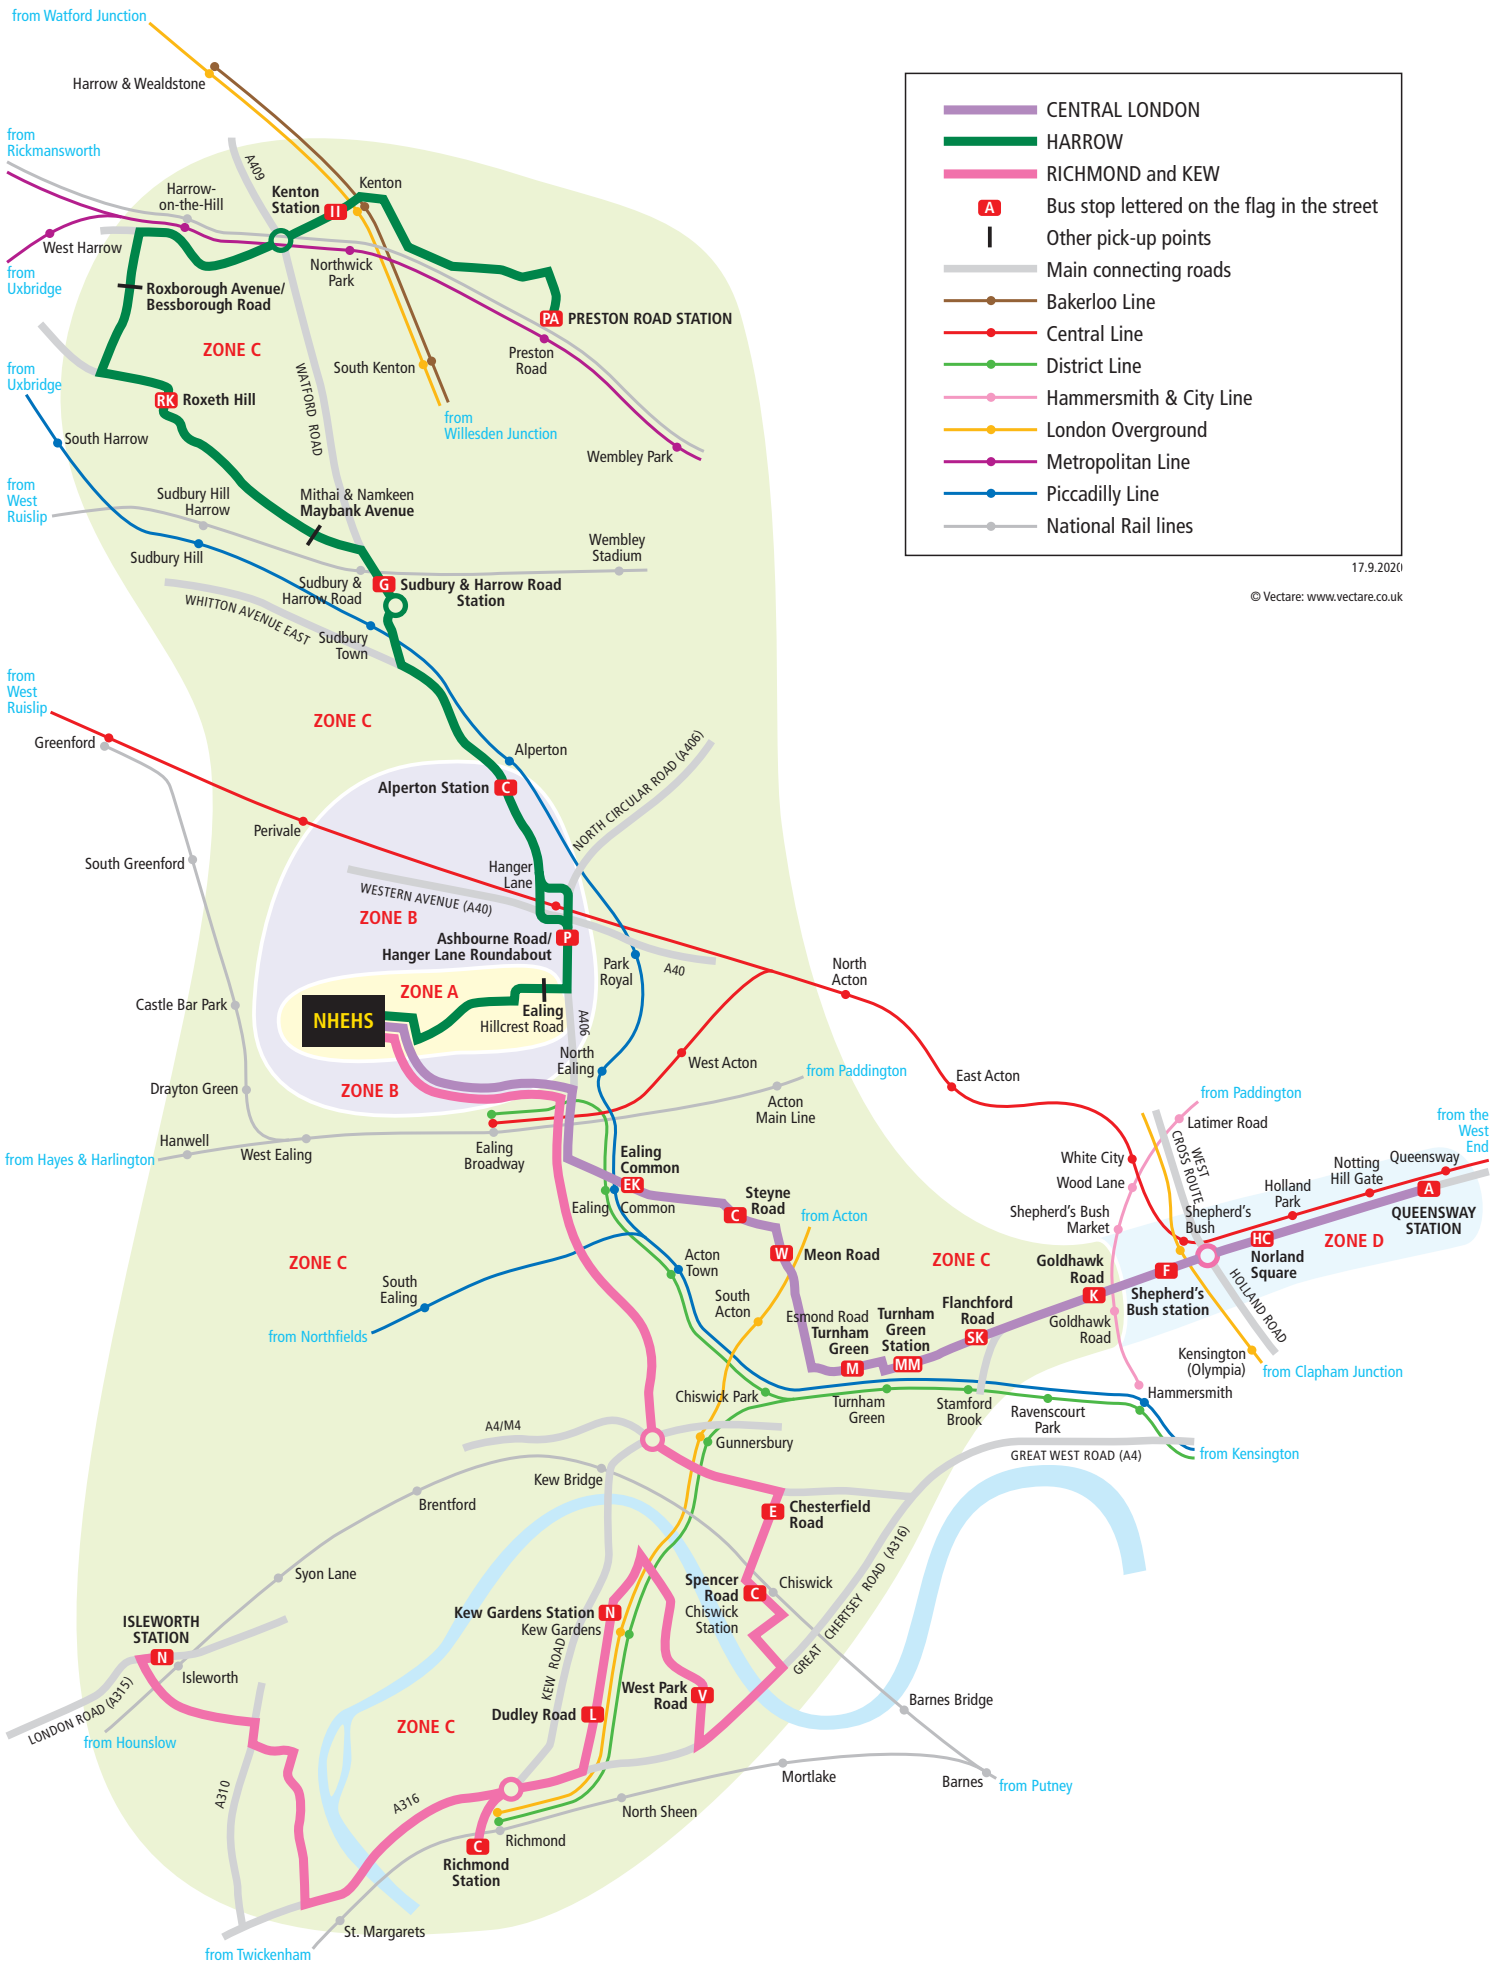 from Watford Junction
Harrow & Wealdstone
from
Rickmansworth
A409
Harrow-
on-the-Hill
Kenton
Station
II
Kenton
West Harrow
from
Uxbridge
Northwick
Park
Roxborough Avenue/
Bessborough Road
PA
PRESTON ROAD STATION
ZONE C
Preston
Road
from
Uxbridge
South Kenton
WATFORD ROAD
RK
Roxeth Hill
from
Willesden Junction
South Harrow
Wembley Park
from
West
Ruislip
Sudbury Hill
Harrow
Mithai & Namkeen
Maybank Avenue
Sudbury Hill
Wembley
Stadium
Sudbury &
Harrow Road
G
Sudbury & Harrow Road
Station
WHITTON AVENUE EAST
Sudbury
Town
from
West
Ruislip
ZONE C
Greenford
Alperton
Alperton Station
C
NORTH CIRCULAR ROAD (A406)
Perivale
South Greenford
Hanger
Lane
WESTERN AVENUE (A40)
ZONE B
Ashbourne Road/
Hanger Lane Roundabout
P
Park
Royal
A40
North
Acton
ZONE A
NHEHS
Ealing
Hillcrest Road
A406
Castle Bar Park
North
Ealing
West Acton
from Paddington
East Acton
Drayton Green
ZONE B
Acton
Main Line
Hanwell
from Hayes & Harlington
West Ealing
Ealing
Broadway
Ealing
Common
EK
Ealing Common
Steyne
Road
C
from Acton
W
Meon Road
Acton
Town
ZONE C
South
Ealing
from Northfields
South
Acton
ZONE C
Esmond Road
Turnham
Green
M
Turnham
Green
Station
MM
Flanchford
Road
SK
Goldhawk
Road
K
Goldhawk
Road
F
Shepherd's
Bush station
Shepherd's Bush
Market
Wood Lane
White City
from Paddington
Latimer Road
WEST
CROSS ROUTE
Shepherd's
Bush
Holland
Park
Notting
Hill Gate
Queensway
from the
West
End
A
QUEENSWAY
STATION
HC
Norland
Square
ZONE D
HOLLAND ROAD
Kensington
(Olympia)
from Clapham Junction
Hammersmith
Chiswick Park
Turnham
Green
Stamford
Brook
Ravenscourt
Park
GREAT WEST ROAD (A4)
from Kensington
A4/M4
Gunnersbury
Kew Bridge
Brentford
E
Chesterfield
Road
GREAT CHERTSEY ROAD (A316)
Syon Lane
Spencer
Road
C
Chiswick
Station
Chiswick
ISLEWORTH
STATION
N
Isleworth
Kew Gardens Station
N
Kew Gardens
KEW ROAD
West Park
Road
V
Dudley Road
L
Barnes Bridge
LONDON ROAD (A315)
from Hounslow
ZONE C
A310
A316
Mortlake
Barnes
from Putney
North Sheen
Richmond
C
Richmond
Station
St. Margarets
from Twickenham
CENTRAL LONDON
HARROW
RICHMOND and KEW
A
Bus stop lettered on the flag in the street
Other pick-up points
Main connecting roads
Bakerloo Line
Central Line
District Line
Hammersmith & City Line
London Overground
Metropolitan Line
Piccadilly Line
National Rail lines
17.9.2020
© Vectare: www.vectare.co.uk